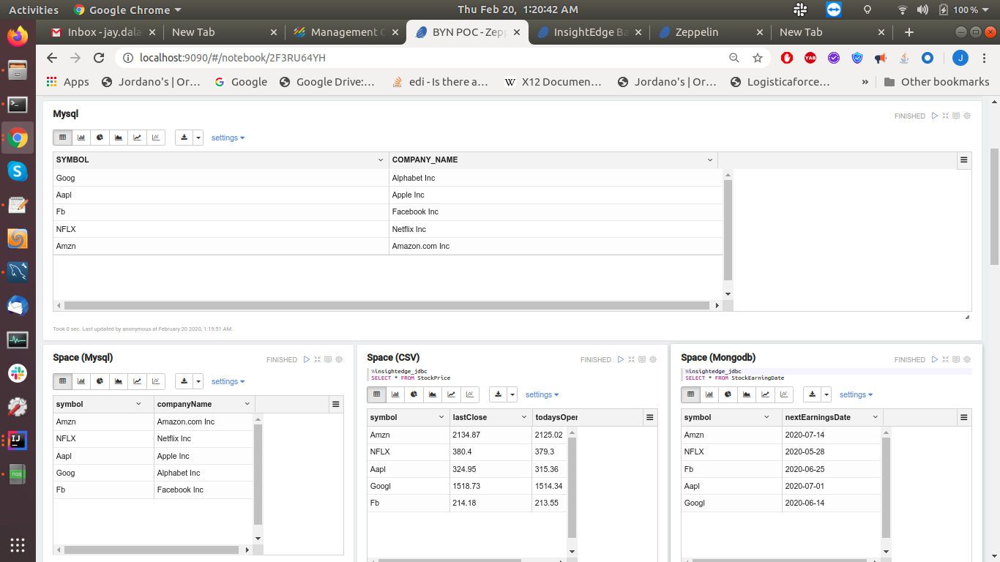 Activities Google Chrome Thu Feb 20, 1:20:42 AM 100 %
Inbox - jay.dala New Tab Management C BYN POC - Zepp InsightEdge Ba Zeppelin New Tab
localhost:9090/#/notebook/2F3RU64YH YAB J
Apps Jordano's | Or… Google Google Drive:… edi - Is there a… W X12 Documen… Jordano's | Or… Logisticaforce… » Other bookmarks
Mysql
FINISHED
settings
SYMBOL COMPANY_NAME
Goog Alphabet Inc
Aapl Apple Inc
Fb Facebook Inc
NFLX Netflix Inc
Amzn Amazon.com Inc
Took 0 sec. Last updated by anonymous at February 20 2020, 1:19:51 AM.
Space (Mysql)
FINISHED
settings
symbol companyName
Amzn Amazon.com Inc
NFLX Netflix Inc
Aapl Apple Inc
Goog Alphabet Inc
Fb Facebook Inc
Space (CSV)
FINISHED
%insightedge_jdbc
SELECT * FROM StockPrice
settings
symbol lastClose todaysOper
Amzn 2134.87 2125.02
NFLX 380.4 379.3
Aapl 324.95 315.36
Googl 1518.73 1514.34
Fb 214.18 213.55
Space (Mongodb)
FINISHED
%insightedge_jdbc
SELECT * FROM StockEarningDate
settings
symbol nextEarningsDate
Amzn 2020-07-14
NFLX 2020-05-28
Fb 2020-06-25
Aapl 2020-07-01
Googl 2020-06-14
IJ
nqq